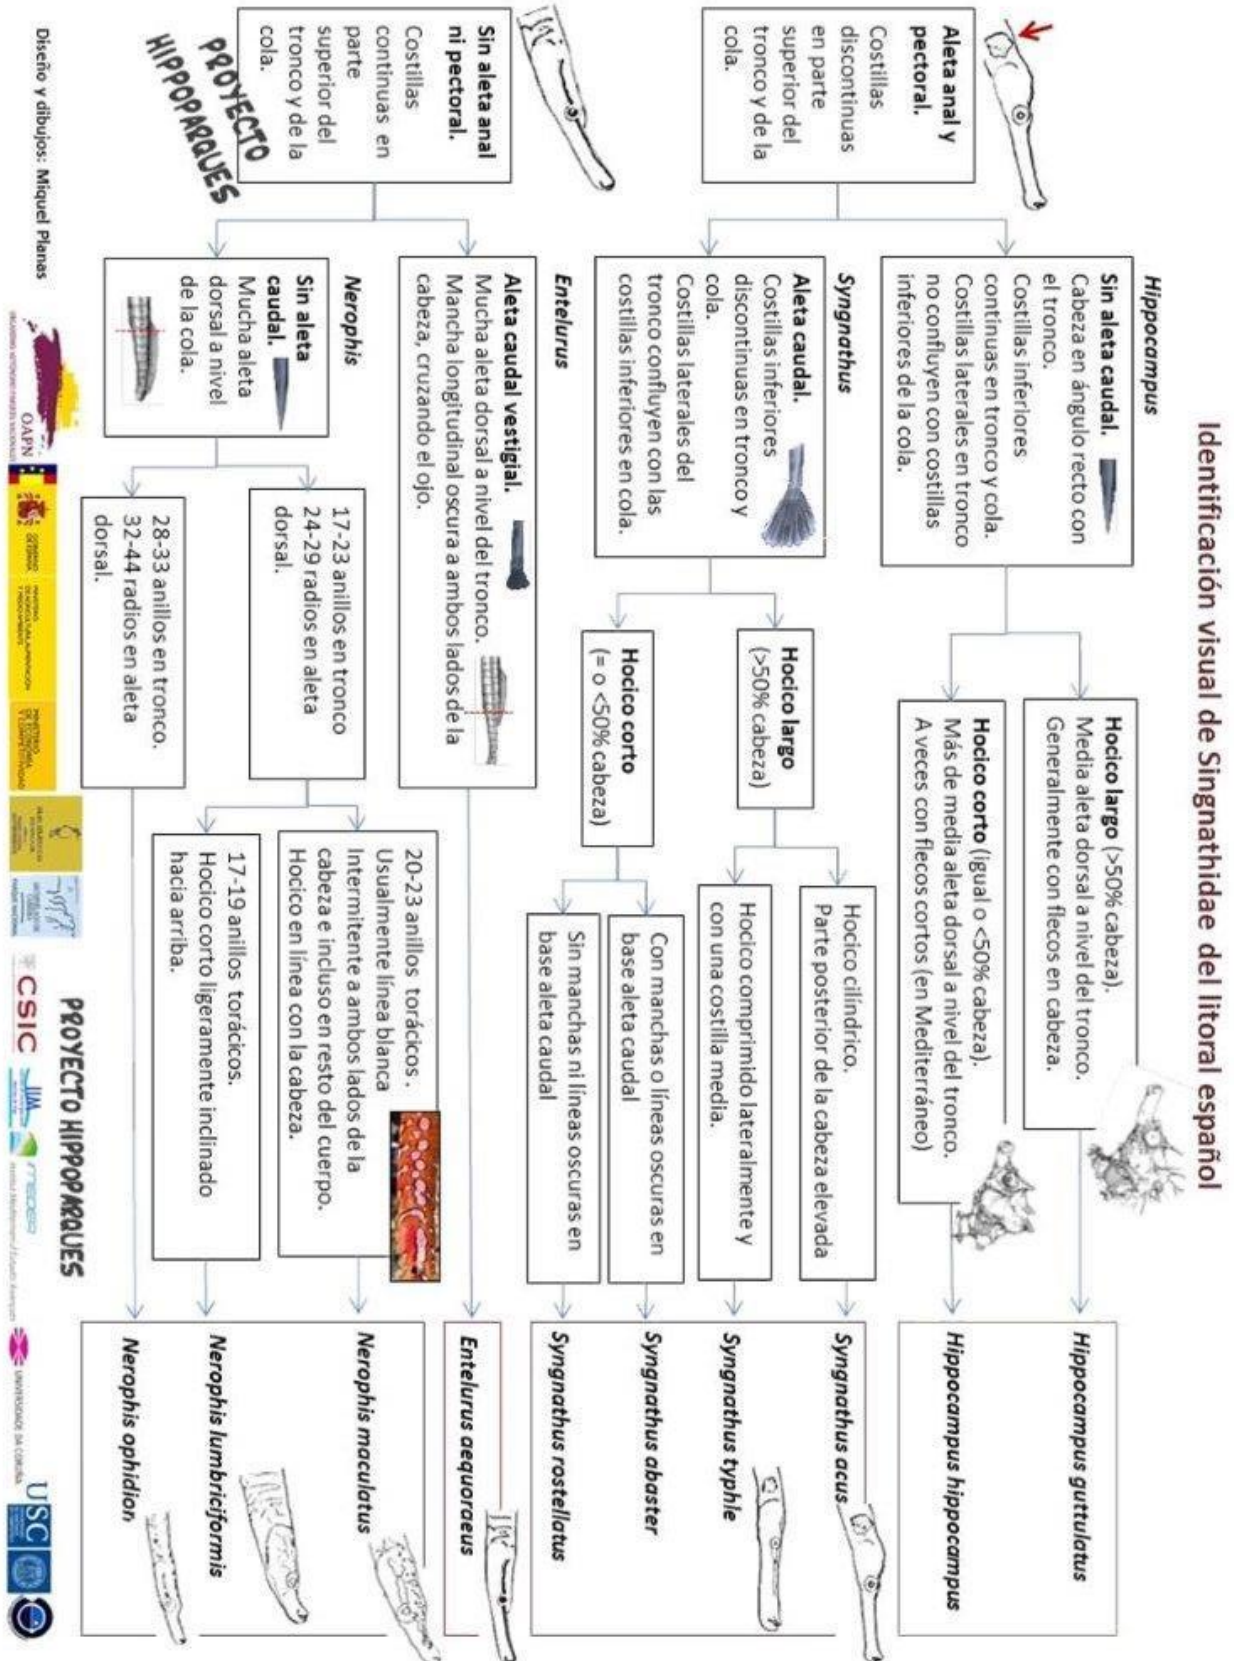 Identificación visual de Singnathidae del litoral español
Aleta anal y
pectoral.
Costillas
discontinuas
en parte
superior del
tronco y de la
cola.
Hippocampus
Sin aleta caudal.
Cabeza en ángulo recto con
el tronco.
Costillas inferiores
continuas en tronco y cola.
Costillas laterales en tronco
no confluyen con costillas
inferiores de la cola.
Hocico largo (>50% cabeza).
Media aleta dorsal a nivel del tronco.
Generalmente con flecos en cabeza.
Hippocampus guttulatus
Hocico corto (igual o <50% cabeza).
Más de media aleta dorsal a nivel del tronco.
A veces con flecos cortos (en Mediterráneo)
Hippocampus hippocampus
Syngnathus
Aleta caudal.
Costillas inferiores
discontinuas en tronco y
cola.
Costillas laterales del
tronco confluyen con las
costillas inferiores en cola.
Hocico largo
(>50% cabeza)
Hocico cilíndrico.
Parte posterior de la cabeza elevada
Syngnathus acus
Hocico comprimido lateralmente y
con una costilla media.
Syngnathus typhle
Hocico corto
(= o <50% cabeza)
Con manchas o líneas oscuras en
base aleta caudal
Syngnathus abaster
Sin manchas ni líneas oscuras en
base aleta caudal
Syngnathus rostellatus
Sin aleta anal
ni pectoral.
Costillas
continuas en
parte
superior del
tronco y de la
cola.
PROYECTO
HIPPOPARQUES
Entelurus
Aleta caudal vestigial.
Mucha aleta dorsal a nivel del tronco.
Mancha longitudinal oscura a ambos lados de la
cabeza, cruzando el ojo.
Entelurus aequoraeus
Nerophis
Sin aleta
caudal.
Mucha aleta
dorsal a nivel
de la cola.
17-23 anillos en tronco
24-29 radios en aleta
dorsal.
20-23 anillos torácicos.
Usualmente línea blanca
Intermitente a ambos lados de la
cabeza e incluso en resto del cuerpo.
Hocico en línea con la cabeza.
Nerophis maculatus
17-19 anillos torácicos.
Hocico corto ligeramente inclinado
hacia arriba.
Nerophis lumbriciformis
28-33 anillos en tronco.
32-44 radios en aleta
dorsal.
Nerophis ophidion
PROYECTO HIPPOPARQUES
Diseño y dibujos: Miquel Planas
OAPN
CSIC
IIM
UNIVERSIDADE DA CORUÑA
USC